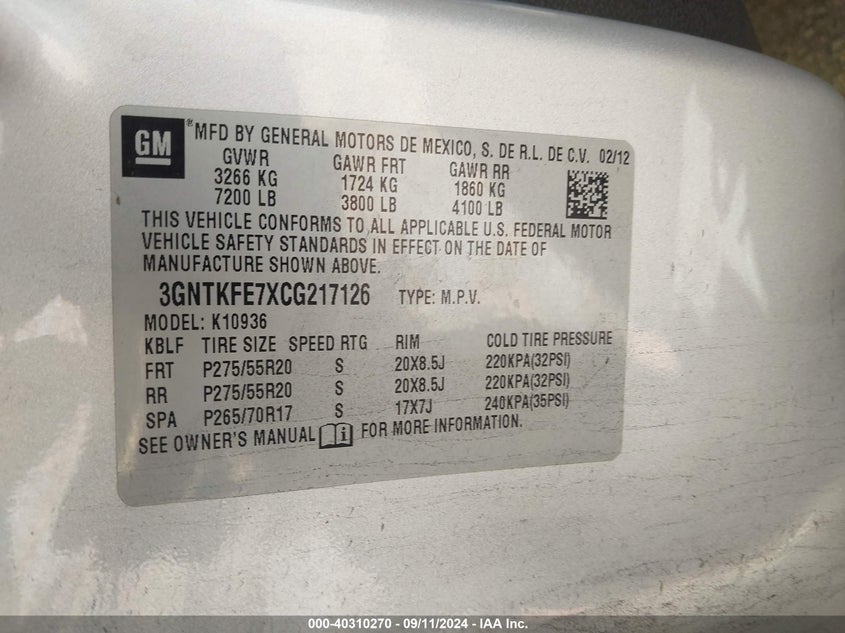 GM ® MFD BY GENERAL MOTORS DE MEXICO, S. DE R.L. DE C.V. 02/12
GVWR GAWR FRT GAWR RR
3266 KG 1724 KG 1860 KG
7200 LB 3800 LB 4100 LB
THIS VEHICLE CONFORMS TO ALL APPLICABLE U.S. FEDERAL MOTOR
VEHICLE SAFETY STANDARDS IN EFFECT ON THE DATE OF
MANUFACTURE SHOWN ABOVE.
3GNTKFE7XCG217126 TYPE: M.P.V.
MODEL: K10936
KBLF TIRE SIZE SPEED RTG RIM COLD TIRE PRESSURE
FRT P275/55R20 S 20X8.5J 220KPA(32PSI)
RR P275/55R20 S 20X8.5J 220KPA(32PSI)
SPA P265/70R17 S 17X7J 240KPA(35PSI)
SEE OWNER'S MANUAL i FOR MORE INFORMATION.
000-40310270 - 09/11/2024 - IAA Inc.